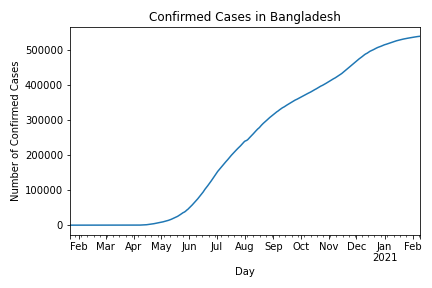 Confirmed Cases in Bangladesh
Number of Confirmed Cases
500000
400000
300000
200000
100000
0
Feb Mar Apr May Jun Jul Aug Sep Oct Nov Dec Jan Feb
2021
Day